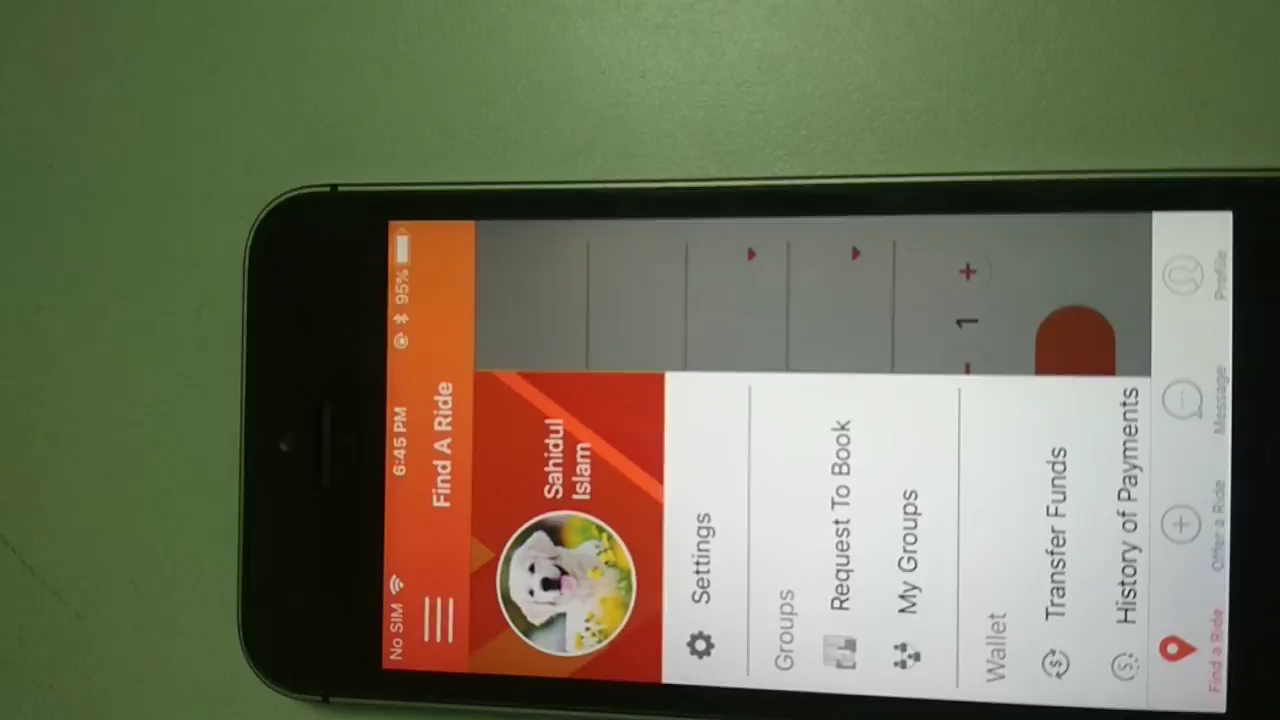 No SIM 6:45 PM 95%
Find A Ride
Sahidul
Islam
Settings
Groups
Request To Book
My Groups
Wallet
Transfer Funds
History of Payments
- 1 +
Find a Ride Offer a Ride Message Profile